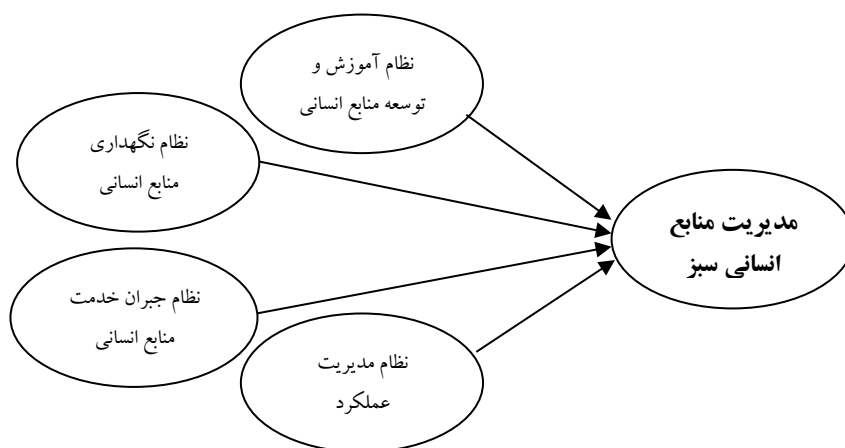 نظام آموزش و
توسعه منابع انسانی
نظام نگهداری
منابع انسانی
مدیریت منابع
انسانی سبز
نظام جبران خدمت
منابع انسانی
نظام مدیریت
عملکرد